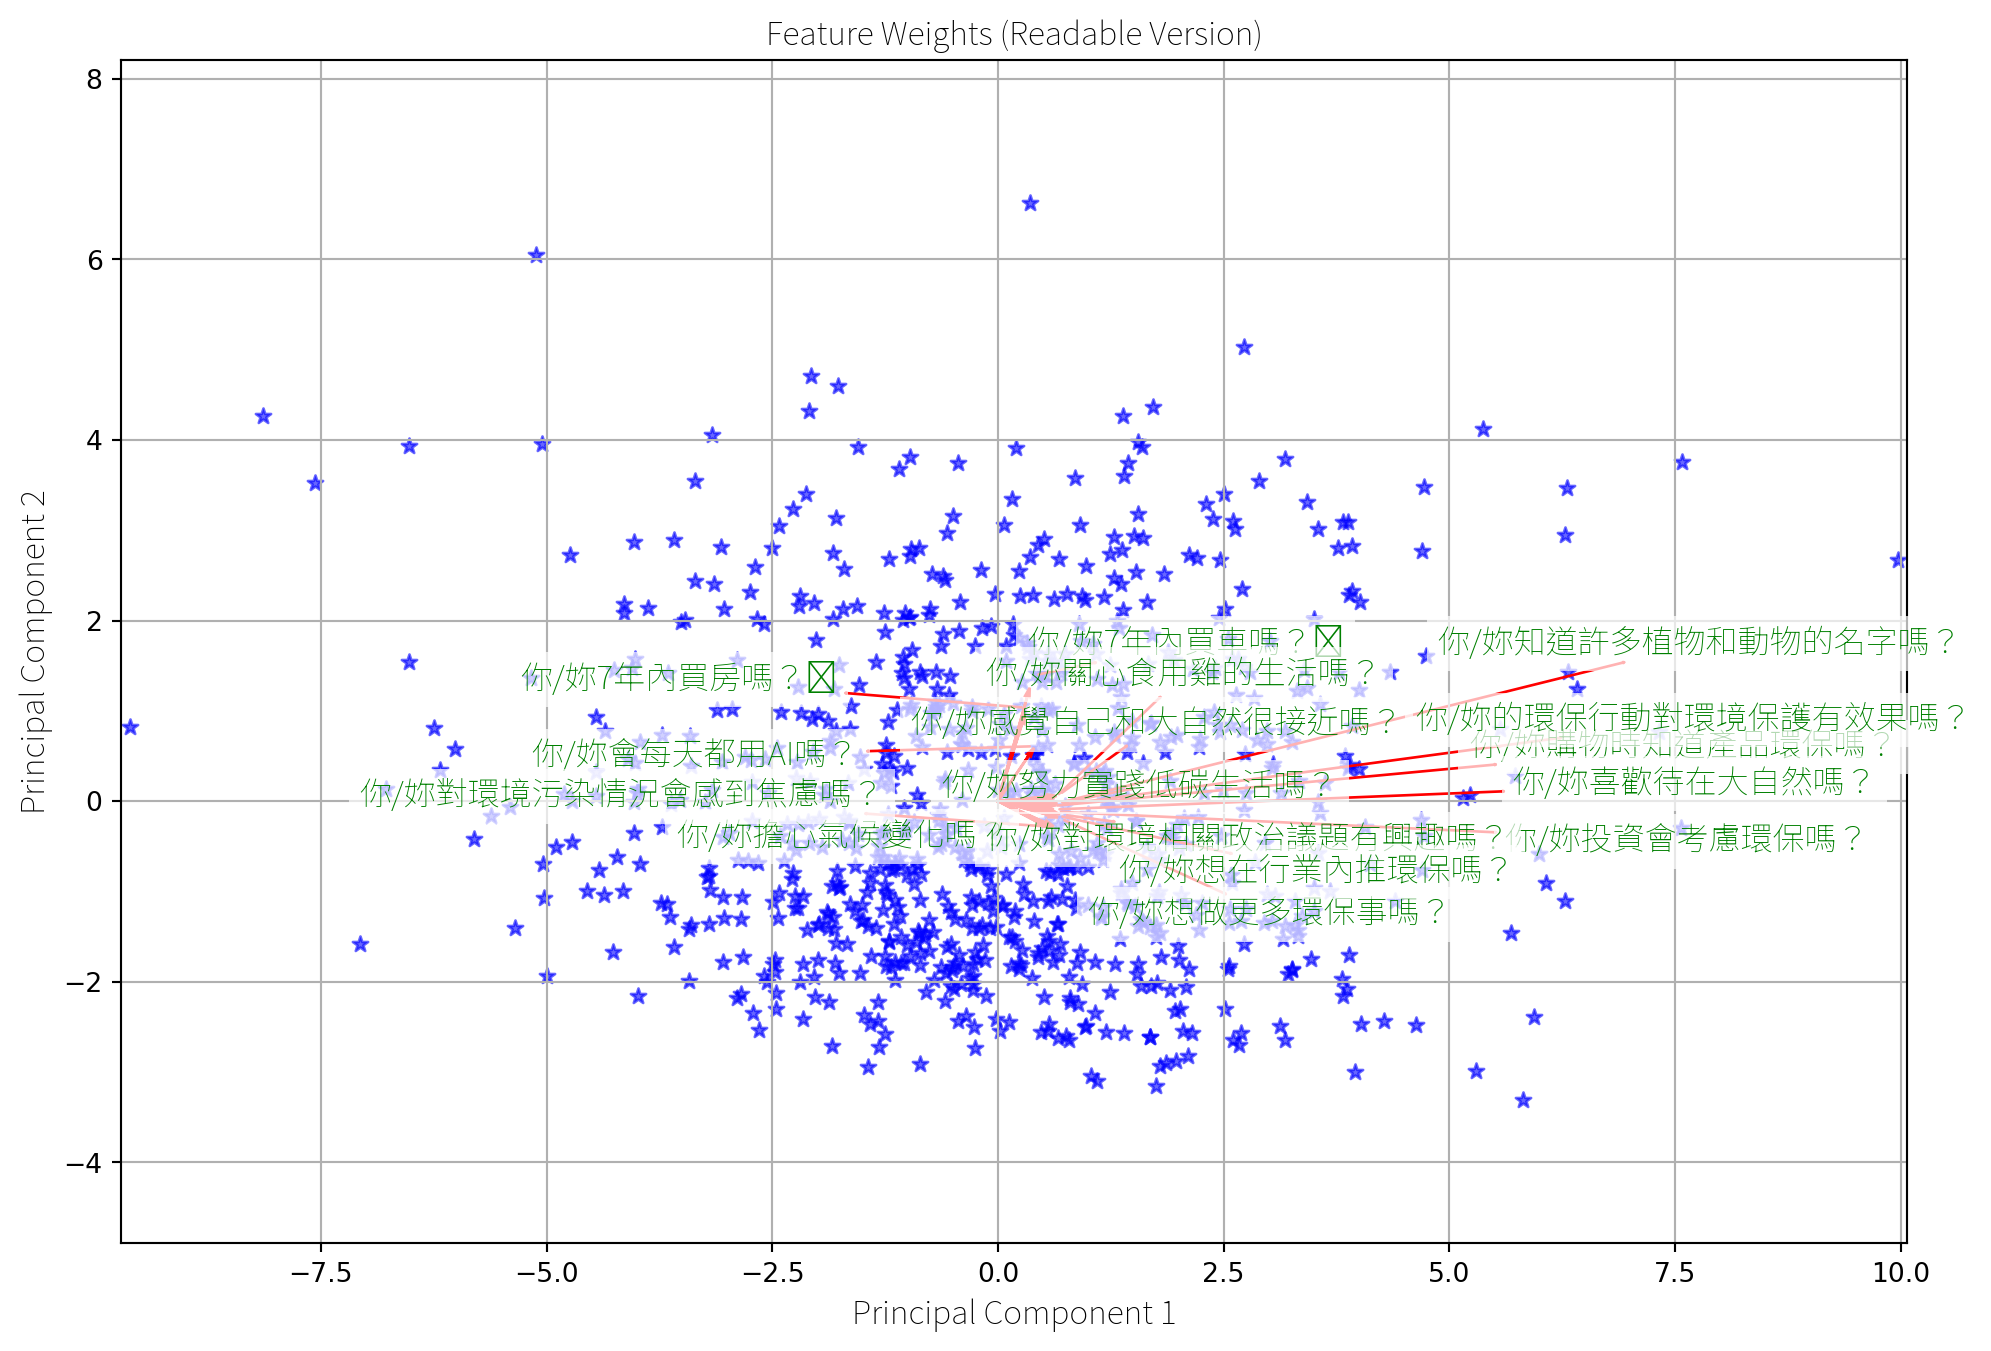 Feature Weights (Readable Version)
8
6
4
2
0
−2
−4
Principal Component 2
你/妳7年內買車嗎？
你/妳知道許多植物和動物的名字嗎？
你/妳7年內買房嗎？
你/妳關心食用雞的生活嗎？
你/妳感覺自己和大自然很接近嗎？
你/妳的環保行動對環境保護有效果嗎？
你/妳會每天都用AI嗎？
你/妳購物時知道產品環保嗎？
你/妳對環境污染情況會感到焦慮嗎？
你/妳努力實踐低碳生活嗎？
你/妳喜歡待在大自然嗎？
你/妳擔心氣候變化嗎
你/妳對環境相關政治議題有興趣嗎？
你/妳投資會考慮環保嗎？
你/妳想在行業內推環保嗎？
你/妳想做更多環保事嗎？
−7.5
−5.0
−2.5
0.0
2.5
5.0
7.5
10.0
Principal Component 1